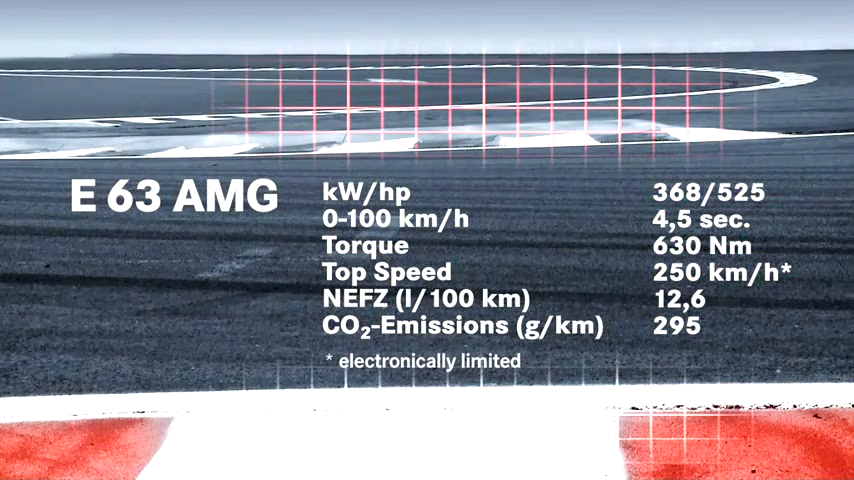 E 63 AMG
kW/hp 368/525
0-100 km/h 4,5 sec.
Torque 630 Nm
Top Speed 250 km/h*
NEFZ (l/100 km) 12,6
CO₂-Emissions (g/km) 295
* electronically limited